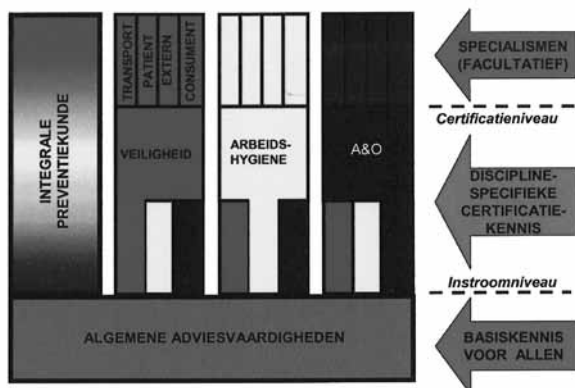 INTEGRALE
PREVENTIEKUNDE
TRANSPORT
PATIENT
EXTERN
CONSUMENT
VEILIGHEID
ARBEIDS-
HYGIENE
A&O
ALGEMENE ADVIESVAARDIGHEDEN
SPECIALISMEN
(FACULTATIEF)
Certificatieniveau
DISCIPLINE-
SPECIFIEKE
CERTIFICATIE-
KENNIS
Instroomniveau
BASISKENNIS
VOOR ALLEN